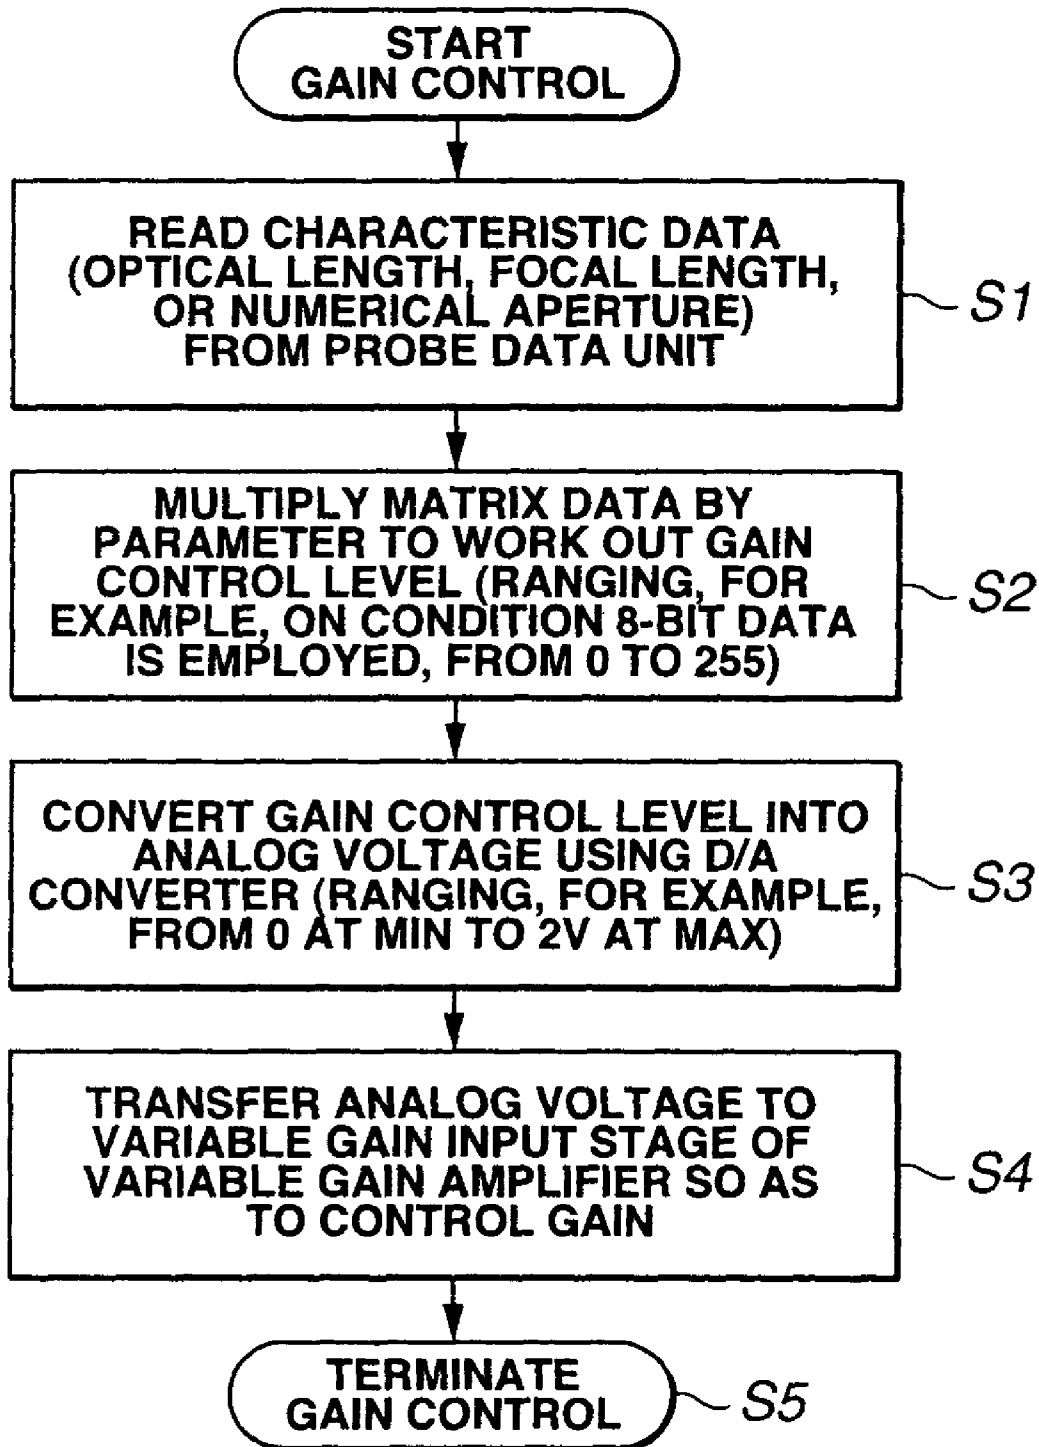 START
GAIN CONTROL
READ CHARACTERISTIC DATA
(OPTICAL LENGTH, FOCAL LENGTH,
OR NUMERICAL APERTURE)
FROM PROBE DATA UNIT
S1
MULTIPLY MATRIX DATA BY
PARAMETER TO WORK OUT GAIN
CONTROL LEVEL (RANGING, FOR
EXAMPLE, ON CONDITION 8-BIT DATA
IS EMPLOYED, FROM 0 TO 255)
S2
CONVERT GAIN CONTROL LEVEL INTO
ANALOG VOLTAGE USING D/A
CONVERTER (RANGING, FOR EXAMPLE,
FROM 0 AT MIN TO 2V AT MAX)
S3
TRANSFER ANALOG VOLTAGE TO
VARIABLE GAIN INPUT STAGE OF
VARIABLE GAIN AMPLIFIER SO AS
TO CONTROL GAIN
S4
TERMINATE
GAIN CONTROL
S5